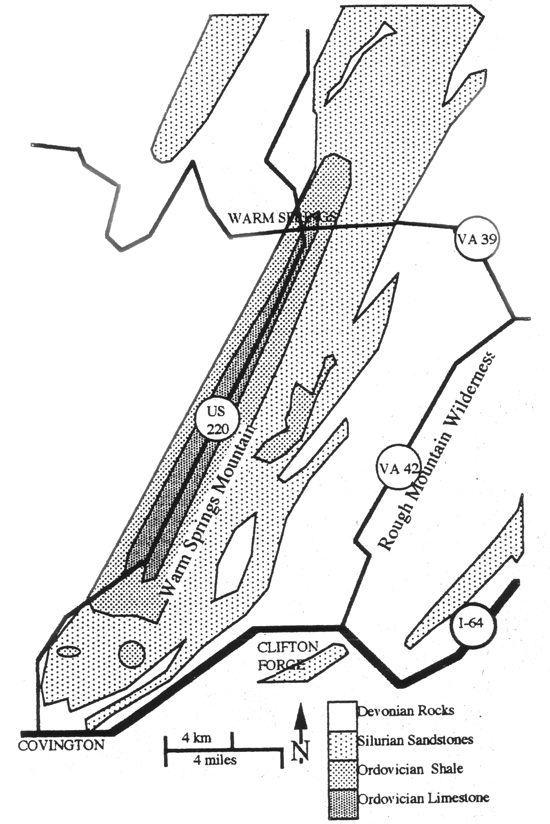 WARM SPRINGS
VA 39
US
220
VA 42
Warm Springs Mountain
Rough Mountain Wilderness
I-64
CLIFTON
FORGE
COVINGTON
4 km
4 miles
N
Devonian Rocks
Silurian Sandstones
Ordovician Shale
Ordovician Limestone